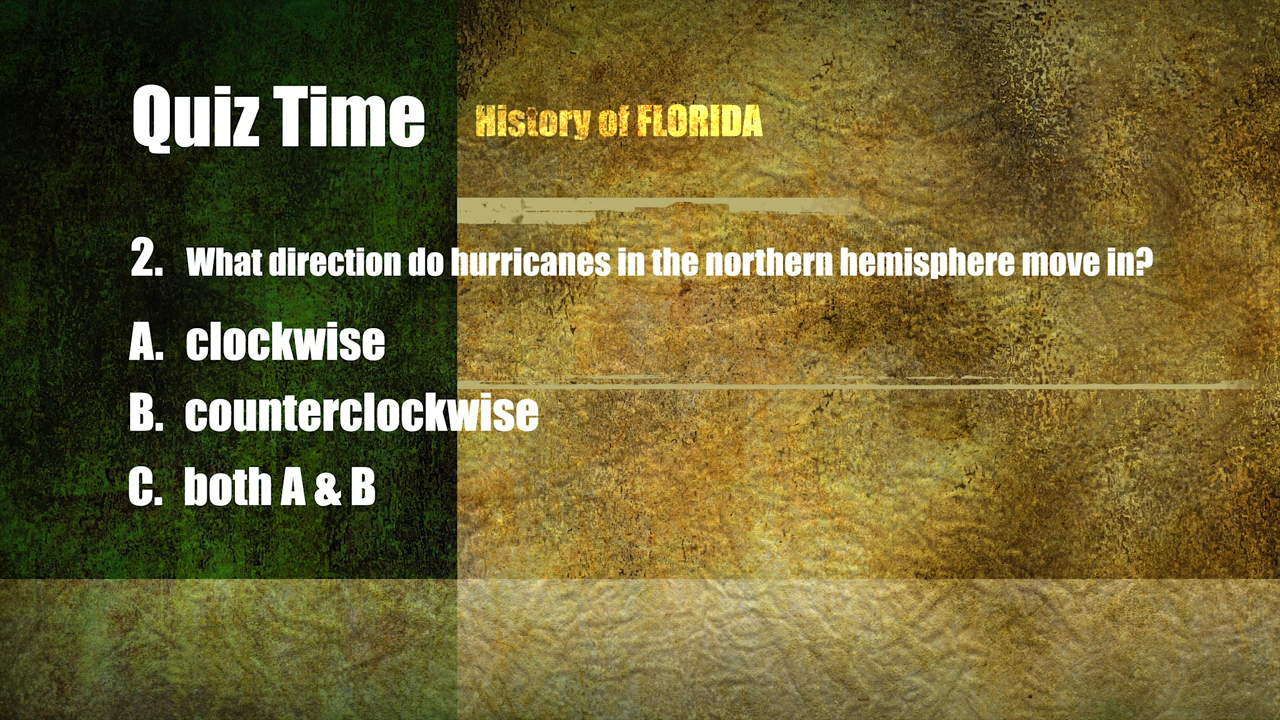 Quiz Time
History of FLORIDA
2. What direction do hurricanes in the northern hemisphere move in?
A. clockwise
B. counterclockwise
C. both A & B